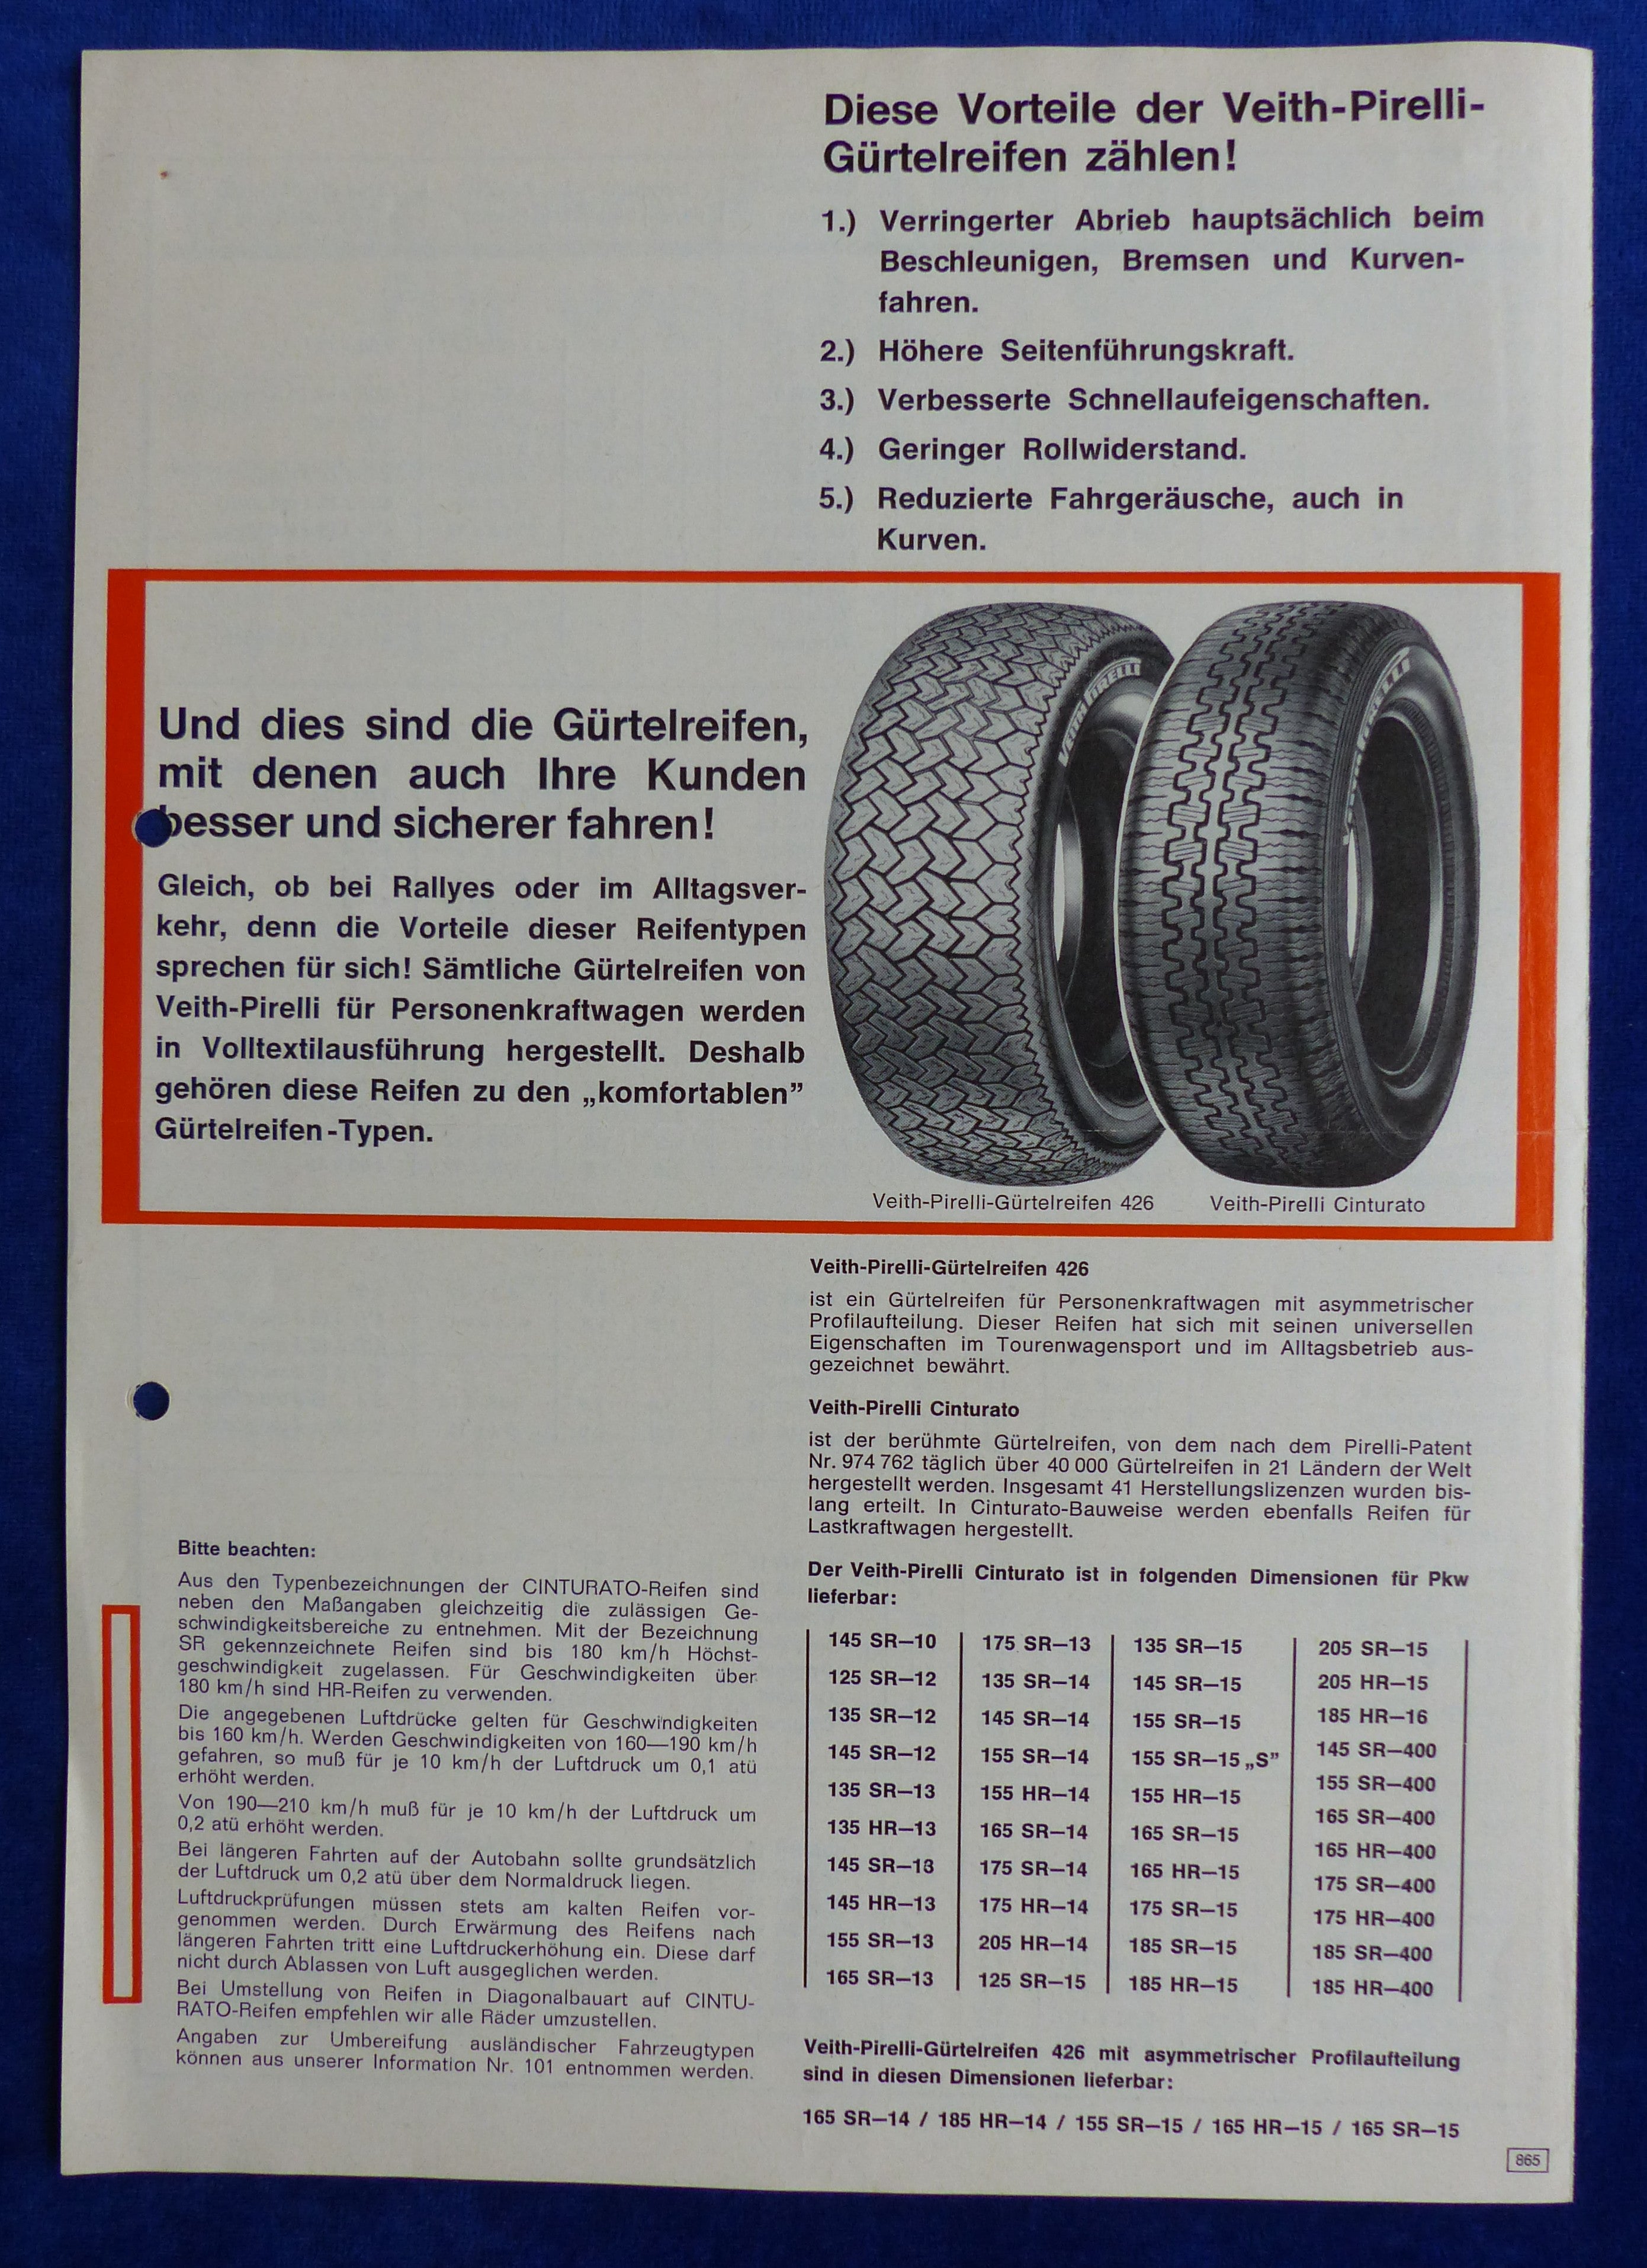 Diese Vorteile der Veith-Pirelli-
Gürtelreifen zählen!
1.) Verringerter Abrieb hauptsächlich beim
Beschleunigen, Bremsen und Kurven-
fahren.
2.) Höhere Seitenführungskraft.
3.) Verbesserte Schnellaufeigenschaften.
4.) Geringer Rollwiderstand.
5.) Reduzierte Fahrgeräusche, auch in
Kurven.
Und dies sind die Gürtelreifen,
mit denen auch Ihre Kunden
besser und sicherer fahren!
Gleich, ob bei Rallyes oder im Alltagsver-
kehr, denn die Vorteile dieser Reifentypen
sprechen für sich! Sämtliche Gürtelreifen von
Veith-Pirelli für Personenkraftwagen werden
in Volltextilausführung hergestellt. Deshalb
gehören diese Reifen zu den „komfortablen”
Gürtelreifen-Typen.
VEITH PIRELLI
Veith-Pirelli-Gürtelreifen 426
Veith-Pirelli Cinturato
Veith-Pirelli-Gürtelreifen 426
ist ein Gürtelreifen für Personenkraftwagen mit asymmetrischer
Profilaufteilung. Dieser Reifen hat sich mit seinen universellen
Eigenschaften im Tourenwagensport und im Alltagsbetrieb aus-
gezeichnet bewährt.
Veith-Pirelli Cinturato
ist der berühmte Gürtelreifen, von dem nach dem Pirelli-Patent
Nr. 974 762 täglich über 40 000 Gürtelreifen in 21 Ländern der Welt
hergestellt werden. Insgesamt 41 Herstellungslizenzen wurden bis-
lang erteilt. In Cinturato-Bauweise werden ebenfalls Reifen für
Lastkraftwagen hergestellt.
Bitte beachten:
Aus den Typenbezeichnungen der CINTURATO-Reifen sind
neben den Maßangaben gleichzeitig die zulässigen Ge-
schwindigkeitsbereiche zu entnehmen. Mit der Bezeichnung
SR gekennzeichnete Reifen sind bis 180 km/h Höchst-
geschwindigkeit zugelassen. Für Geschwindigkeiten über
180 km/h sind HR-Reifen zu verwenden.
Die angegebenen Luftdrücke gelten für Geschwindigkeiten
bis 160 km/h. Werden Geschwindigkeiten von 160—190 km/h
gefahren, so muß für je 10 km/h der Luftdruck um 0,1 atü
erhöht werden.
Von 190—210 km/h muß für je 10 km/h der Luftdruck um
0,2 atü erhöht werden.
Bei längeren Fahrten auf der Autobahn sollte grundsätzlich
der Luftdruck um 0,2 atü über dem Normaldruck liegen.
Luftdruckprüfungen müssen stets am kalten Reifen vor-
genommen werden. Durch Erwärmung des Reifens nach
längeren Fahrten tritt eine Luftdruckerhöhung ein. Diese darf
nicht durch Ablassen von Luft ausgeglichen werden.
Bei Umstellung von Reifen in Diagonalbauart auf CINTU-
RATO-Reifen empfehlen wir alle Räder umzustellen.
Angaben zur Umbereifung ausländischer Fahrzeugtypen
können aus unserer Information Nr. 101 entnommen werden.
Der Veith-Pirelli Cinturato ist in folgenden Dimensionen für Pkw
lieferbar:
145 SR—10
125 SR—12
135 SR—12
145 SR—12
135 SR—13
135 HR—13
145 SR—13
145 HR—13
155 SR—13
165 SR—13
175 SR—13
135 SR—14
145 SR—14
155 SR—14
155 HR—14
165 SR—14
175 SR—14
175 HR—14
205 HR—14
125 SR—15
135 SR—15
145 SR—15
155 SR—15
155 SR—15 „S”
155 HR—15
165 SR—15
165 HR—15
175 SR—15
185 SR—15
185 HR—15
205 SR—15
205 HR—15
185 HR—16
145 SR—400
155 SR—400
165 SR—400
165 HR—400
175 SR—400
175 HR—400
185 SR—400
185 HR—400
Veith-Pirelli-Gürtelreifen 426 mit asymmetrischer Profilaufteilung
sind in diesen Dimensionen lieferbar:
165 SR—14 / 185 HR—14 / 155 SR—15 / 165 HR—15 / 165 SR—15
865